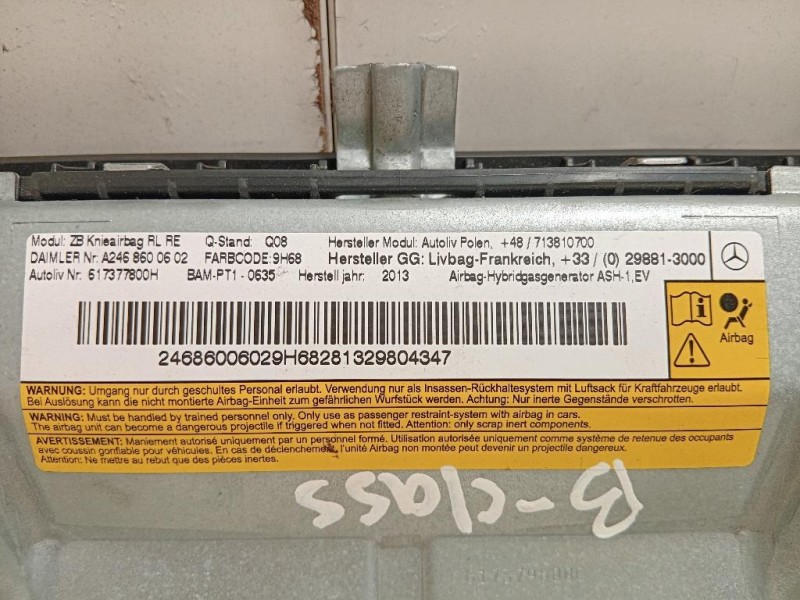 Modul: ZB Knieairbag RL RE Q-Stand: Q08 Hersteller Modul: Autoliv Polen, +48 / 713810700
DAIMLER Nr.: A246 860 06 02 FARBCODE: 9H68 Hersteller GG: Livbag-Frankreich, +33 / (0) 29881-3000
Autoliv Nr: 617377800H BAM-PT1 - 0635 Herstell jahr: 2013 Airbag-Hybridgasgenerator ASH-1,EV
24686006029H68281329804347
Airbag
WARNUNG: Umgang nur durch geschultes Personal erlaubt. Verwendung nur als Insassen-Rückhaltesystem mit Luftsack für Kraftfahrzeuge erlaubt.
Bei Auslösung kann die nicht montierte Airbag-Einheit zum gefährlichen Wurfstück werden. Achtung: Nur inerte Gegenstände verschrotten.
WARNING: Must be handled by trained personnel only. Only use as passenger restraint-system with airbag in cars.
The airbag unit can become a dangerous projectile if triggered when not fitted. Attention: only scrap inert components.
AVERTISSEMENT: Maniement autorisé uniquement par un personnel formé. Utilisation autorisée uniquement comme système de retenue des occupants
avec coussin gonflable pour véhicules. En cas de déclenchement, l'unité Airbag non montée peut devenir un projectile dangereux.
Attention: Ne mettre au rebut que des pièces inertes.
B-class